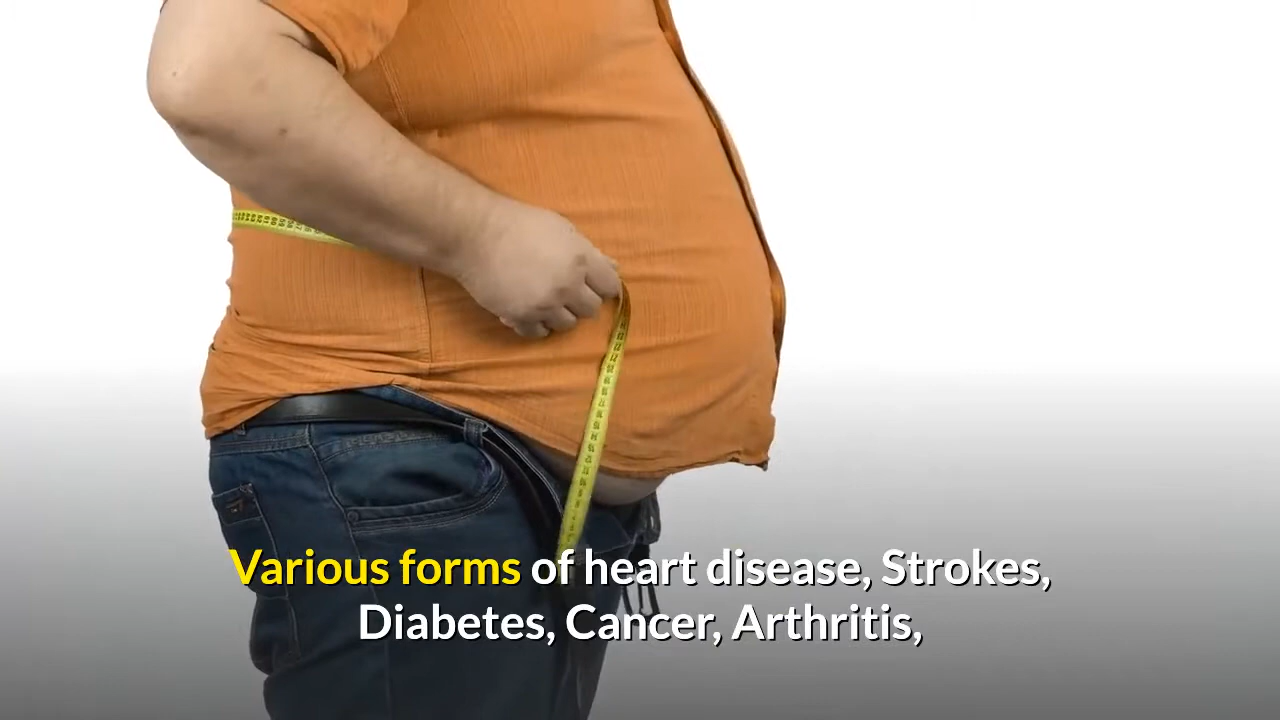 Various forms of heart disease, Strokes,
Diabetes, Cancer, Arthritis,